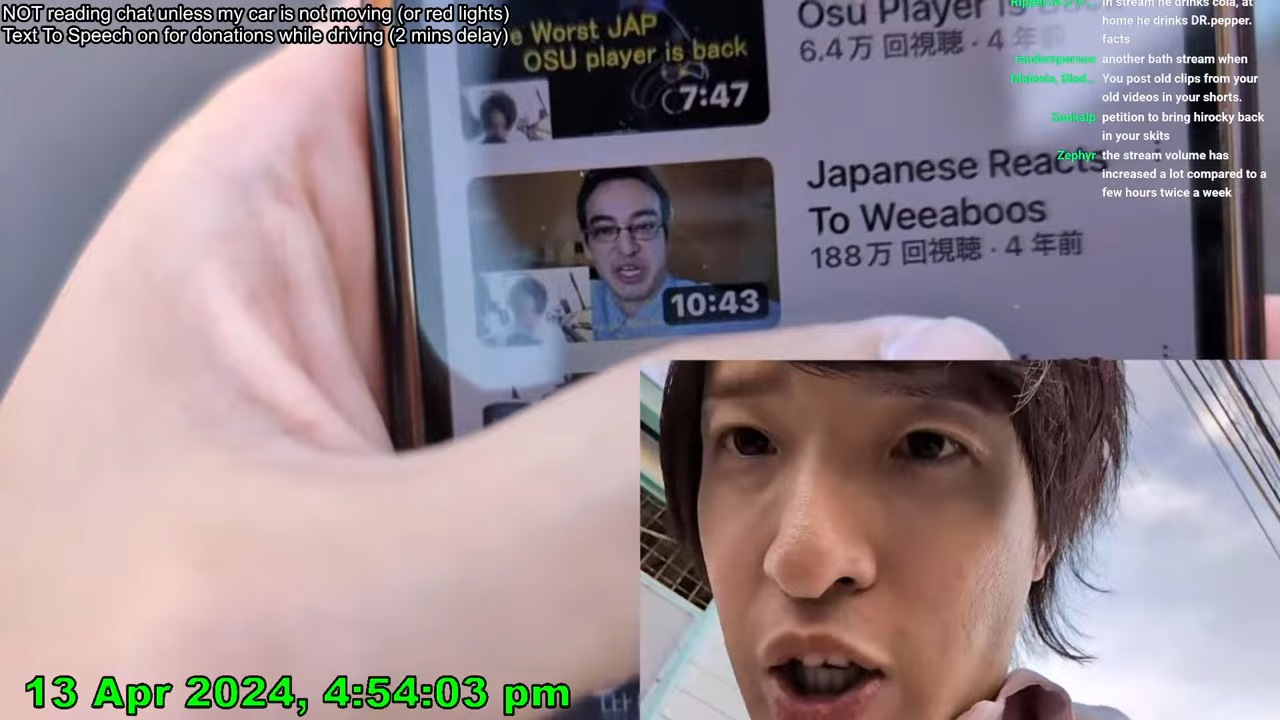 NOT reading chat unless my car is not moving (or red lights)
Text To Speech on for donations while driving (2 mins delay)
e Worst JAP
OSU player is back
7:47
Osu Player is
6.4万 回視聴 · 4 年前
Japanese Reacts
To Weeaboos
188万 回視聴 · 4 年前
10:43
in stream he drinks cola, at
home he drinks DR.pepper.
facts
randomperson another bath stream when
You post old clips from your
old videos in your shorts.
Sankalp petition to bring hirocky back
in your skits
Zephyr the stream volume has
increased a lot compared to a
few hours twice a week
13 Apr 2024, 4:54:03 pm